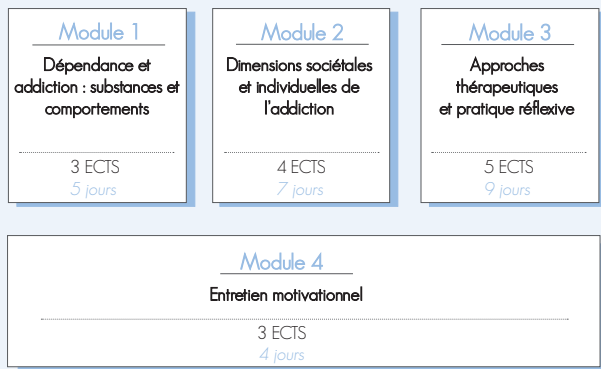 Module 1
Dépendance et
addiction : substances et
comportements
3 ECTS
5 jours
Module 2
Dimensions sociétales
et individuelles de
l'addiction
4 ECTS
7 jours
Module 3
Approches
thérapeutiques
et pratique réflexive
5 ECTS
9 jours
Module 4
Entretien motivationnel
3 ECTS
4 jours